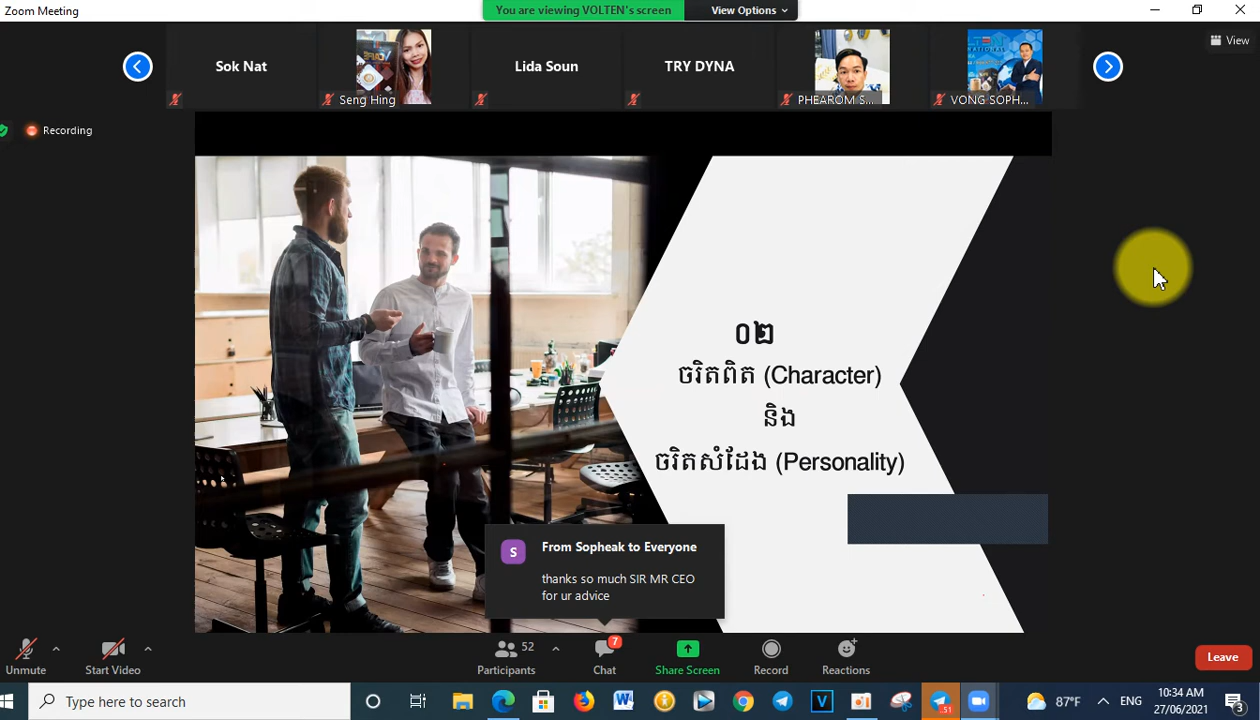 Zoom Meeting
You are viewing VOLTEN's screen
View Options
View
Sok Nat
Seng Hing
Lida Soun
TRY DYNA
PHEAROM S...
VONG SOPH...
Recording
០២
ចរិតពិត (Character)
និង
ចរិតសំដែង (Personality)
S
From Sopheak to Everyone
thanks so much SIR MR CEO
for ur advice
Unmute
Start Video
52
Participants
7
Chat
Share Screen
Record
Reactions
Leave
Type here to search
51
87°F
ENG
10:34 AM
27/06/2021
3